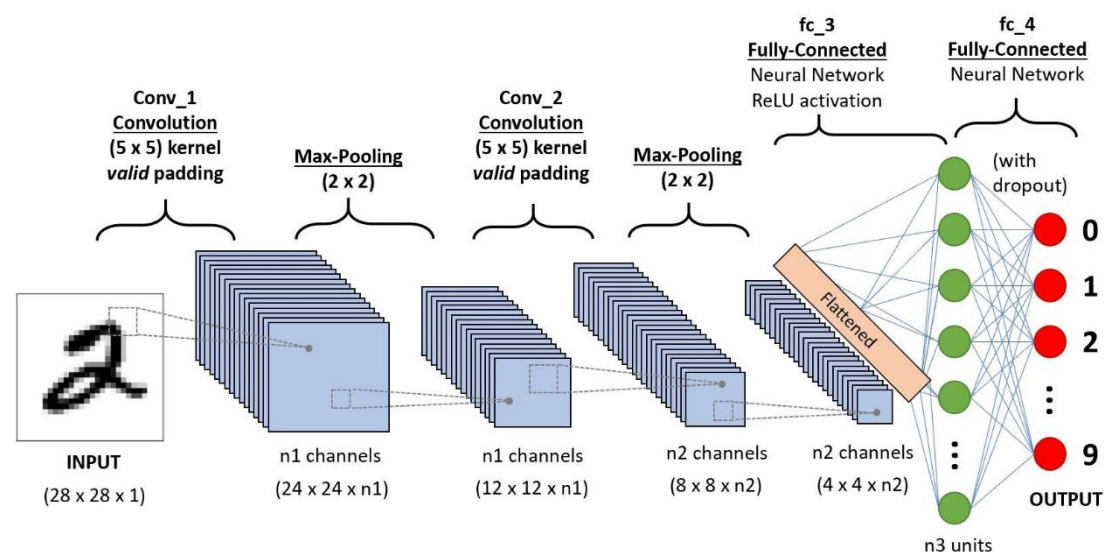 fc_3
Fully-Connected
Neural Network
ReLU activation
fc_4
Fully-Connected
Neural Network
Conv_1
Convolution
(5 x 5) kernel
valid padding
Max-Pooling
(2 x 2)
Conv_2
Convolution
(5 x 5) kernel
valid padding
Max-Pooling
(2 x 2)
(with
dropout)
Flattened
0
1
2
9
INPUT
(28 x 28 x 1)
n1 channels
(24 x 24 x n1)
n1 channels
(12 x 12 x n1)
n2 channels
(8 x 8 x n2)
n2 channels
(4 x 4 x n2)
OUTPUT
n3 units